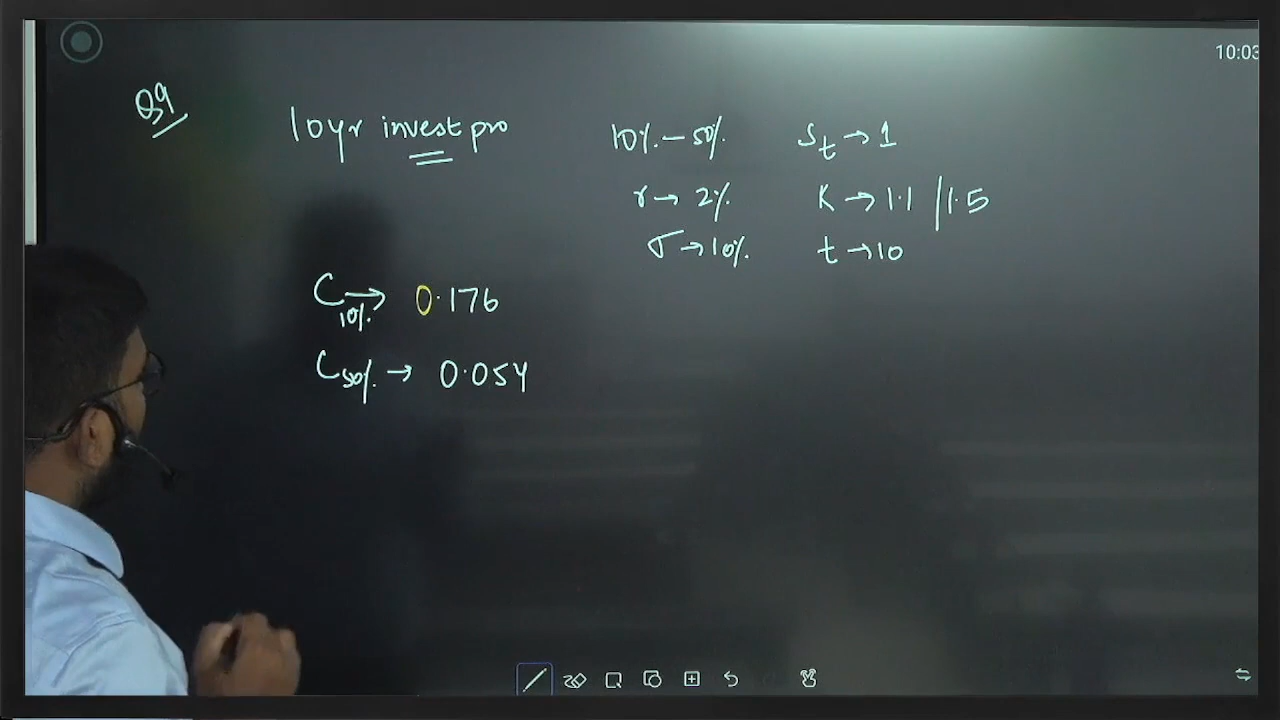 10:03
Q9
10yr invest pro
10% – 50%
St → 1
r → 2%
K → 1.1 / 1.5
σ → 10%
t → 10
C10% → 0.176
C50% → 0.054